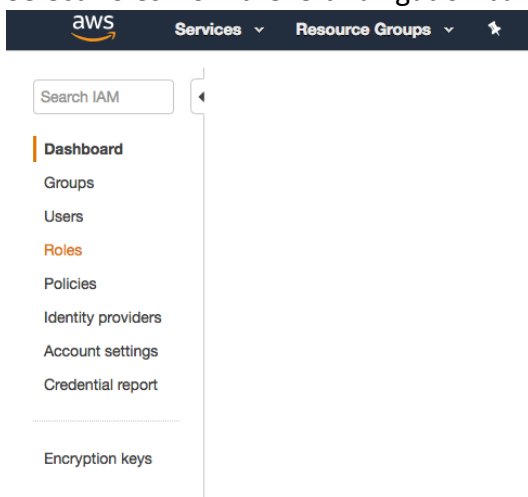 aws Services Resource Groups
Search IAM
Dashboard
Groups
Users
Roles
Policies
Identity providers
Account settings
Credential report
Encryption keys